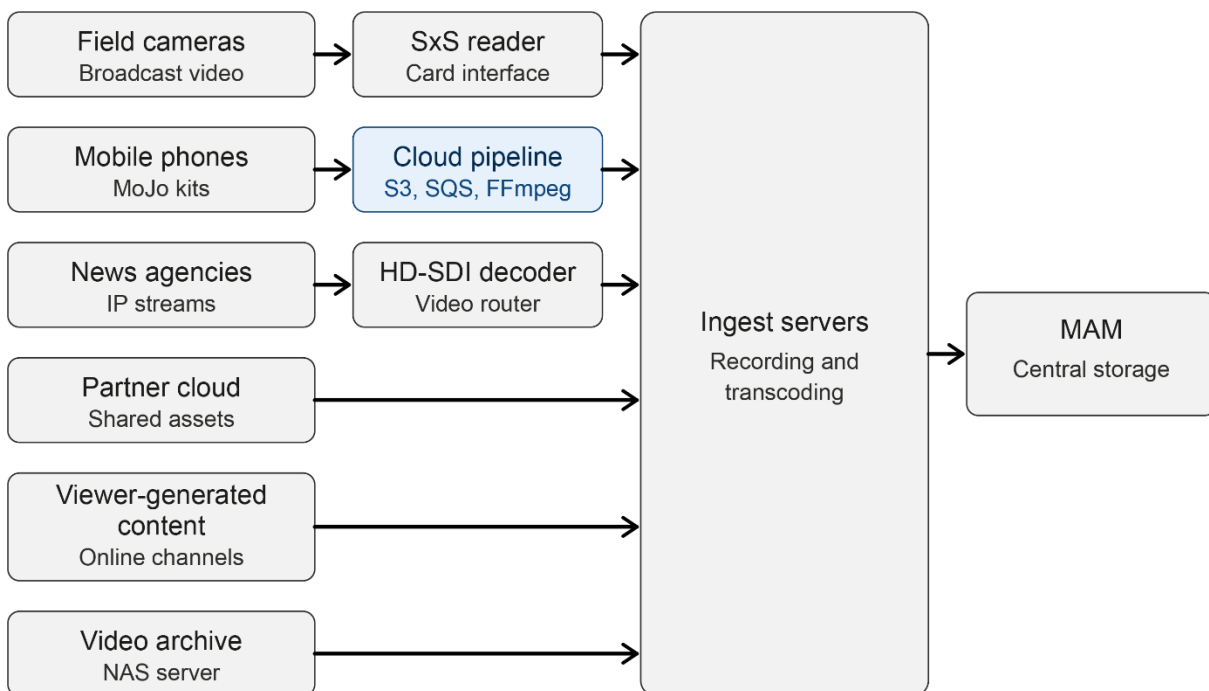 Field cameras
Broadcast video
SxS reader
Card interface
Mobile phones
MoJo kits
Cloud pipeline
S3, SQS, FFmpeg
News agencies
IP streams
HD-SDI decoder
Video router
Partner cloud
Shared assets
Viewer-generated
content
Online channels
Video archive
NAS server
Ingest servers
Recording and
transcoding
MAM
Central storage